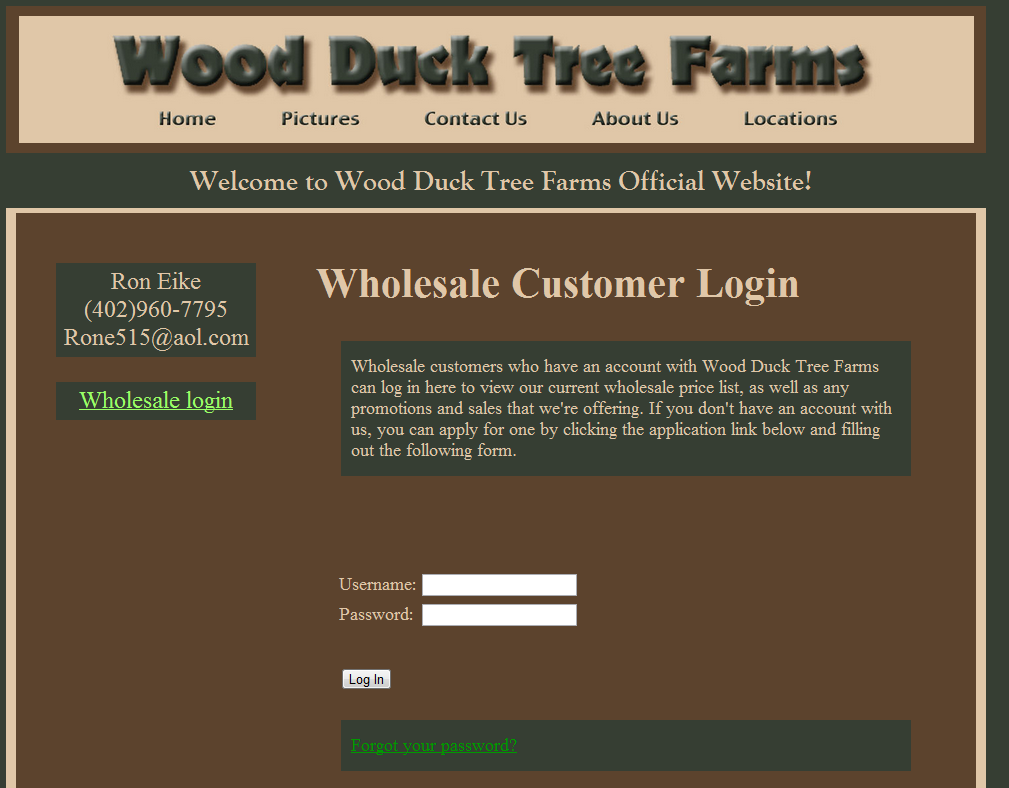 Wood Duck Tree Farms
Home Pictures Contact Us About Us Locations
Welcome to Wood Duck Tree Farms Official Website!
Ron Eike
(402)960-7795
Rone515@aol.com
Wholesale login
Wholesale Customer Login
Wholesale customers who have an account with Wood Duck Tree Farms
can log in here to view our current wholesale price list, as well as any
promotions and sales that we're offering. If you don't have an account with
us, you can apply for one by clicking the application link below and filling
out the following form.
Username:
Password:
Log In
Forgot your password?